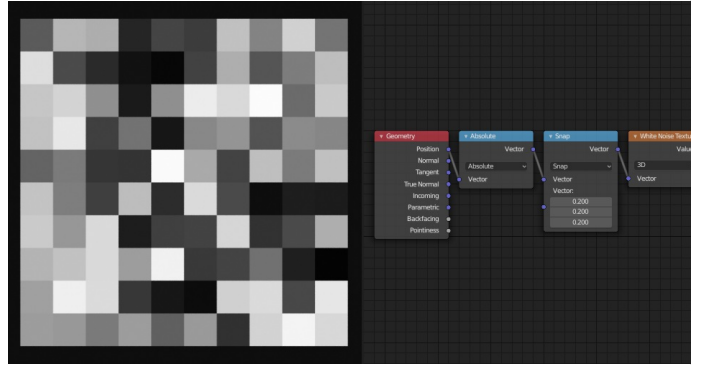 Geometry
Position
Normal
Tangent
True Normal
Incoming
Parametric
Backfacing
Pointiness
Absolute
Vector
Absolute
Vector
Snap
Vector
Snap
Vector
Vector:
0.200
0.200
0.200
White Noise Textu
Valu
3D
Vector